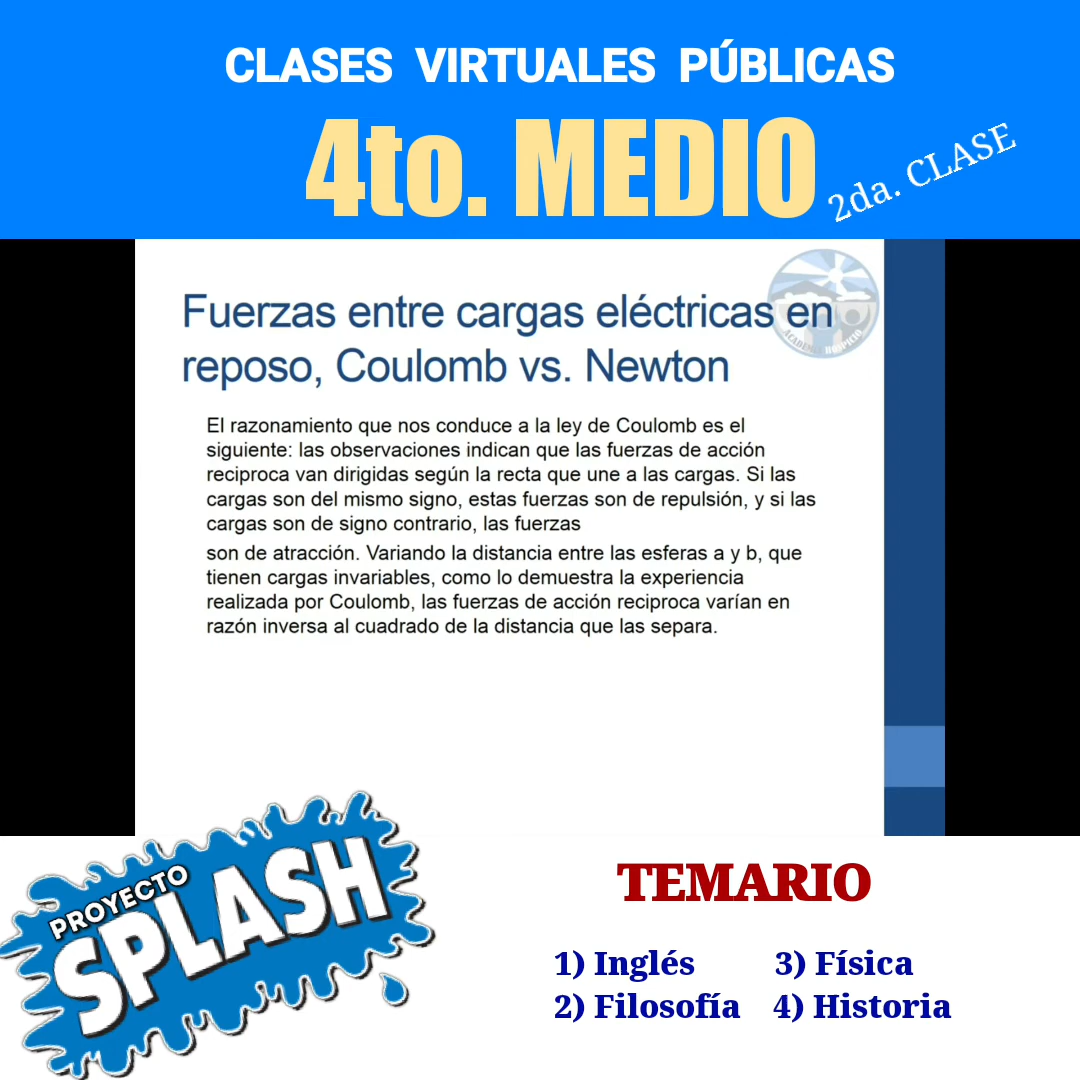 CLASES VIRTUALES PÚBLICAS
4to. MEDIO
2da. CLASE
Fuerzas entre cargas eléctricas en
reposo, Coulomb vs. Newton
ACADEMIA HOSPICIO
El razonamiento que nos conduce a la ley de Coulomb es el
siguiente: las observaciones indican que las fuerzas de acción
reciproca van dirigidas según la recta que une a las cargas. Si las
cargas son del mismo signo, estas fuerzas son de repulsión, y si las
cargas son de signo contrario, las fuerzas
son de atracción. Variando la distancia entre las esferas a y b, que
tienen cargas invariables, como lo demuestra la experiencia
realizada por Coulomb, las fuerzas de acción reciproca varían en
razón inversa al cuadrado de la distancia que las separa.
PROYECTO
SPLASH
TEMARIO
1) Inglés 3) Física
2) Filosofía 4) Historia